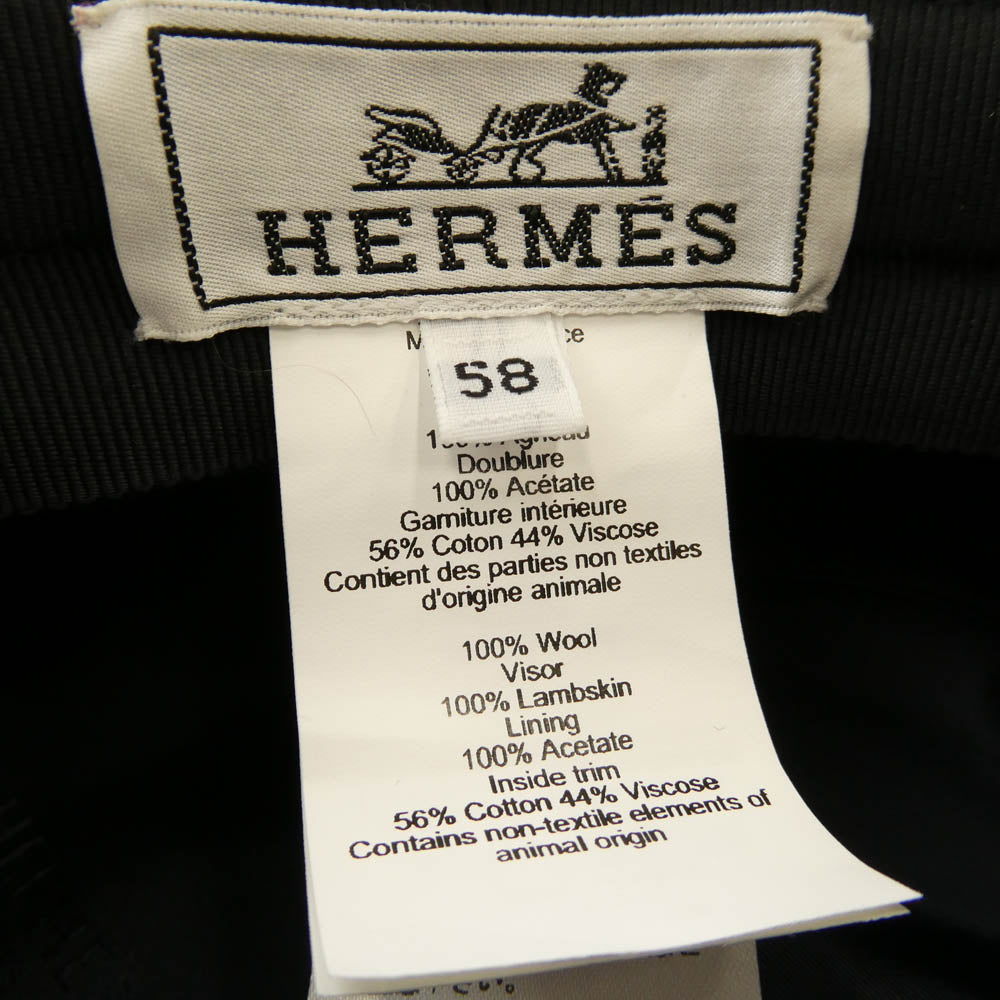 HERMÈS
58
Doublure
100% Acétate
Garniture intérieure
56% Coton 44% Viscose
Contient des parties non textiles
d'origine animale
100% Wool
Visor
100% Lambskin
Lining
100% Acetate
Inside trim
56% Cotton 44% Viscose
Contains non-textile elements of
animal origin